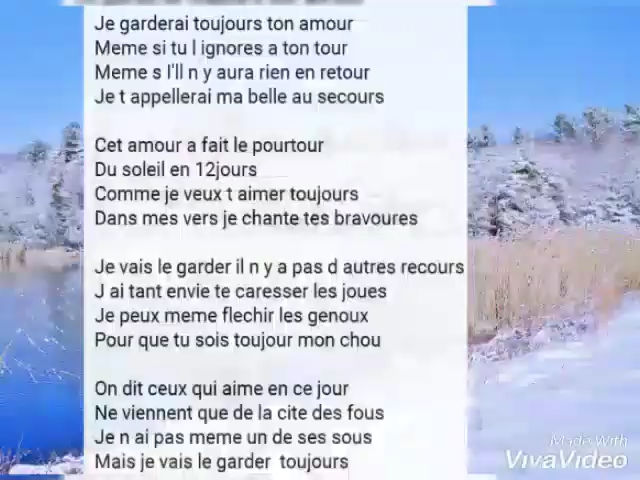 Je garderai toujours ton amour
Meme si tu l ignores a ton tour
Meme s I'll n y aura rien en retour
Je t appellerai ma belle au secours
Cet amour a fait le pourtour
Du soleil en 12jours
Comme je veux t aimer toujours
Dans mes vers je chante tes bravoures
Je vais le garder il n y a pas d autres recours
J ai tant envie te caresser les joues
Je peux meme flechir les genoux
Pour que tu sois toujour mon chou
On dit ceux qui aime en ce jour
Ne viennent que de la cite des fous
Je n ai pas meme un de ses sous
Mais je vais le garder toujours
Made With
VivaVideo